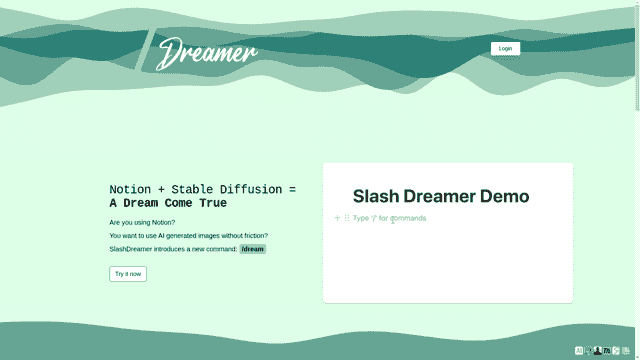 /Dreamer
Login
Notion + Stable Diffusion =
A Dream Come True
Are you using Notion?
You want to use AI generated images without friction?
SlashDreamer introduces a new command: /dream
Try it now
Slash Dreamer Demo
Type '/' for commands